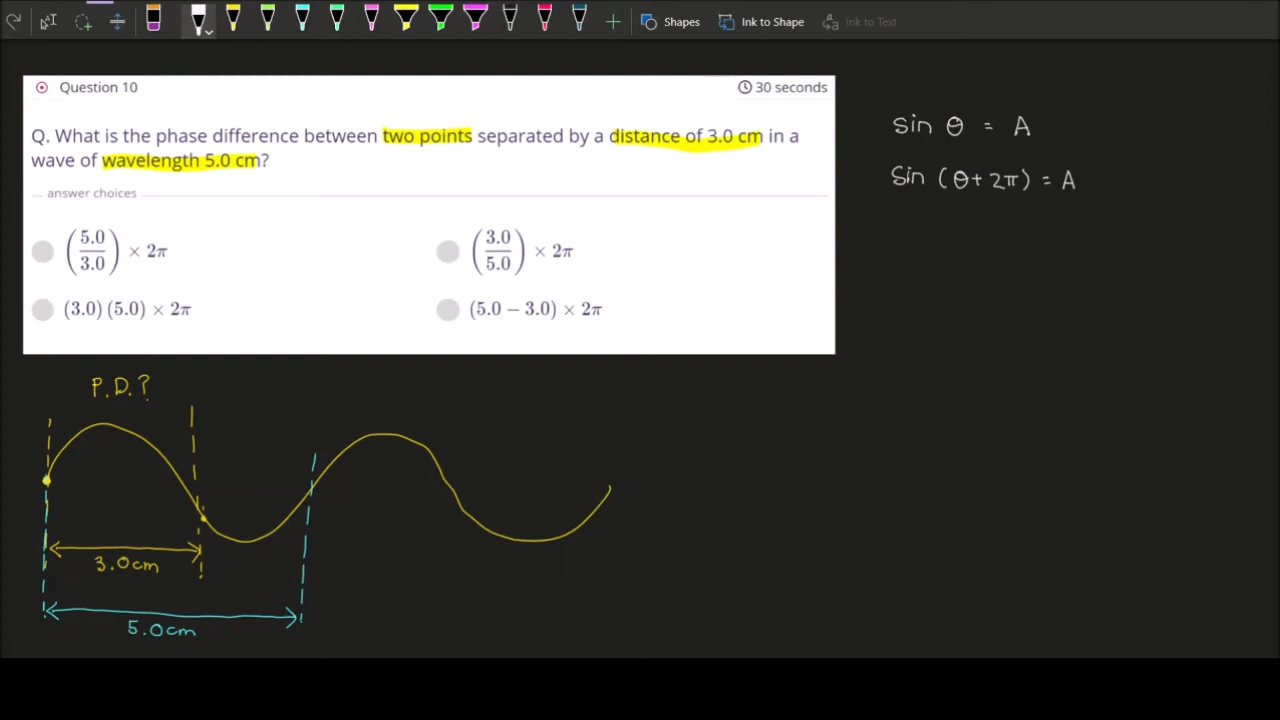 Shapes Ink to Shape Ink to Text
Question 10 30 seconds
Q. What is the phase difference between two points separated by a distance of 3.0 cm in a
wave of wavelength 5.0 cm?
answer choices
(5.0/3.0) × 2π
(3.0/5.0) × 2π
(3.0) (5.0) × 2π
(5.0 − 3.0) × 2π
sin θ = A
sin (θ + 2π) = A
P.D.?
3.0cm
5.0cm